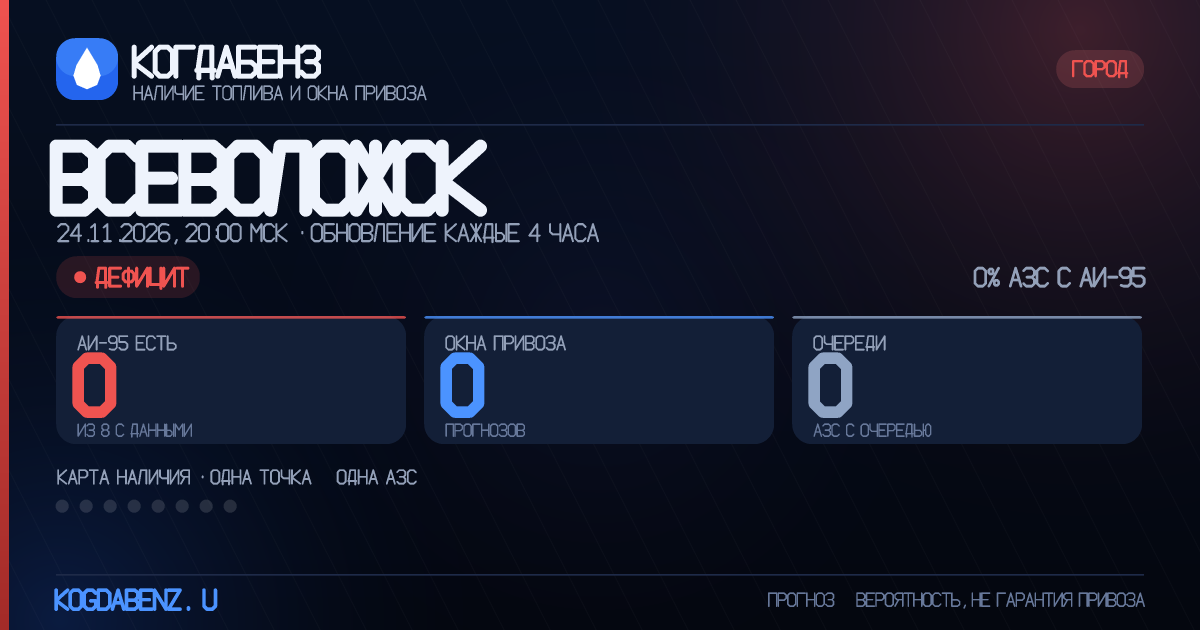 КОГДАБЕНЗ
НАЛИЧИЕ ТОПЛИВА И ОКНА ПРИВОЗА
ГОРОД
ВСЕВОЛОЖСК
24.11.2026, 20:00 МСК · ОБНОВЛЕНИЕ КАЖДЫЕ 4 ЧАСА
ДЕФИЦИТ
0% АЗС С АИ-95
АИ-95 ЕСТЬ
0
ИЗ 8 С ДАННЫМИ
ОКНА ПРИВОЗА
0
ПРОГНОЗОВ
ОЧЕРЕДИ
0
АЗС С ОЧЕРЕДЬЮ
КАРТА НАЛИЧИЯ · ОДНА ТОЧКА ОДНА АЗС
KOGDABENZ. U
ПРОГНОЗ ВЕРОЯТНОСТЬ, НЕ ГАРАНТИЯ ПРИВОЗА